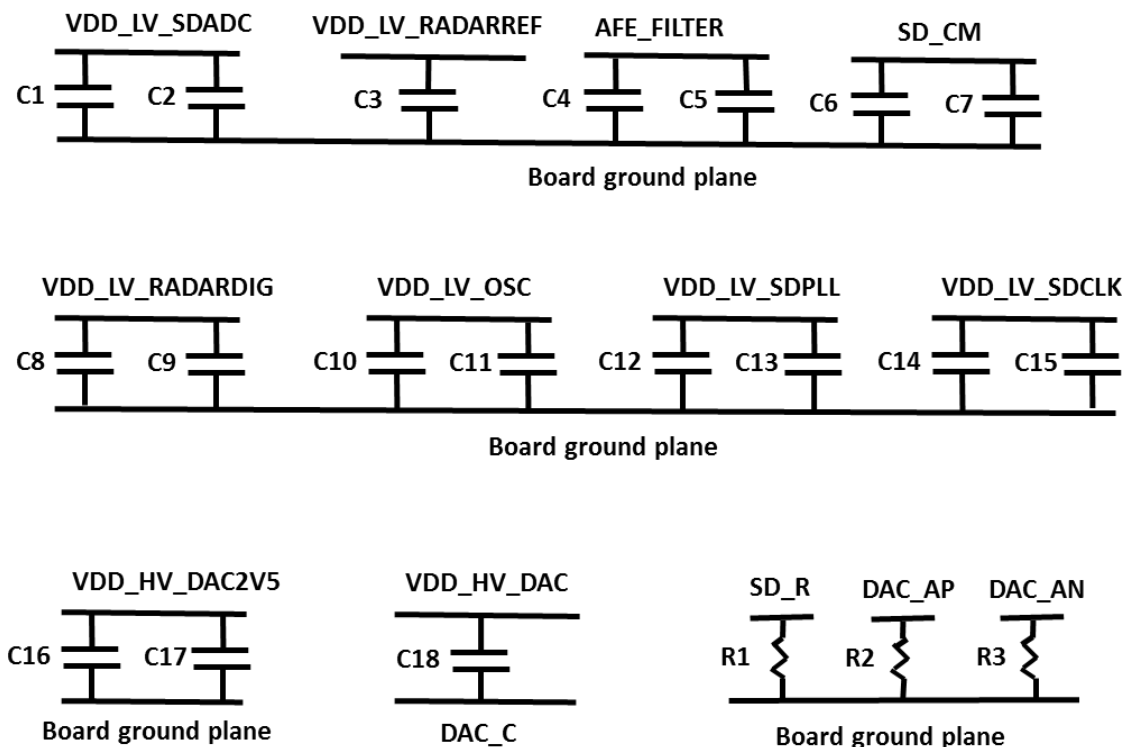 VDD_LV_SDADC VDD_LV_RADARREF AFE_FILTER SD_CM
C1 C2 C3 C4 C5 C6 C7
Board ground plane
VDD_LV_RADARDIG VDD_LV_OSC VDD_LV_SDPLL VDD_LV_SDCLK
C8 C9 C10 C11 C12 C13 C14 C15
Board ground plane
VDD_HV_DAC2V5 VDD_HV_DAC SD_R DAC_AP DAC_AN
C16 C17 C18 R1 R2 R3
Board ground plane DAC_C Board ground plane